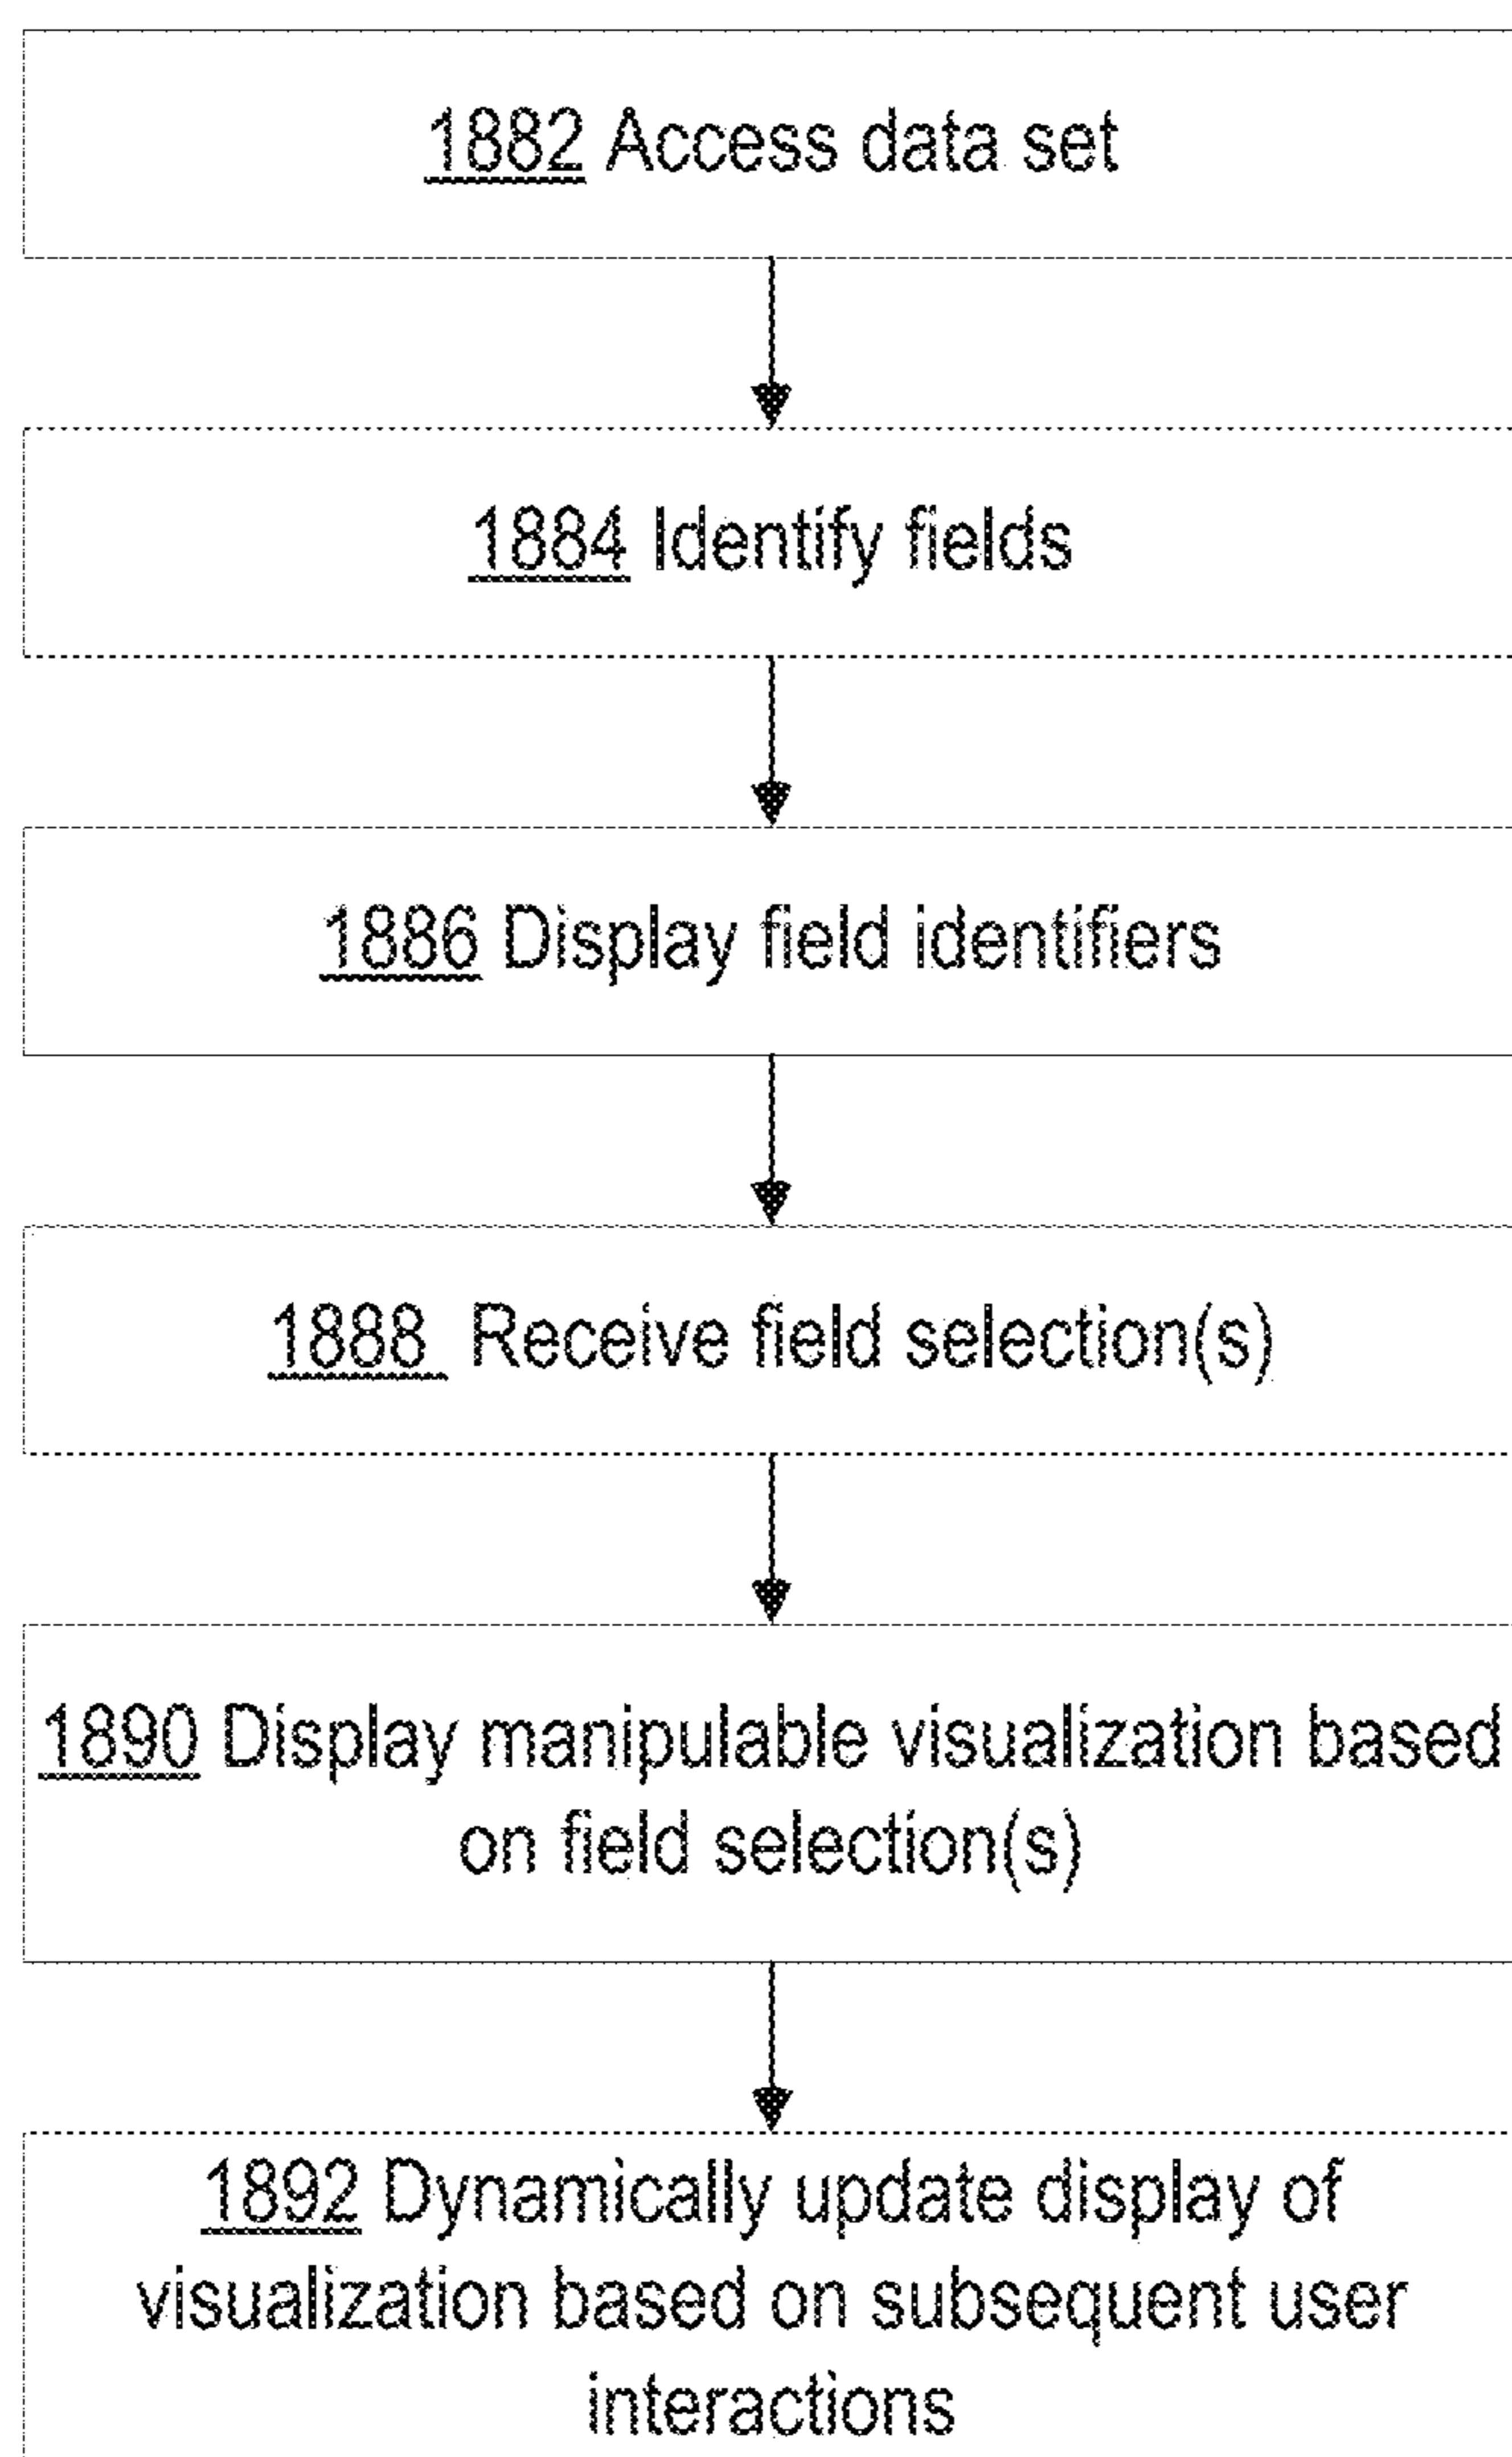 1882 Access data set
1884 Identify fields
1886 Display field identifiers
1888 Receive field selection(s)
1890 Display manipulable visualization based
on field selection(s)
1892 Dynamically update display of
visualization based on subsequent user
interactions